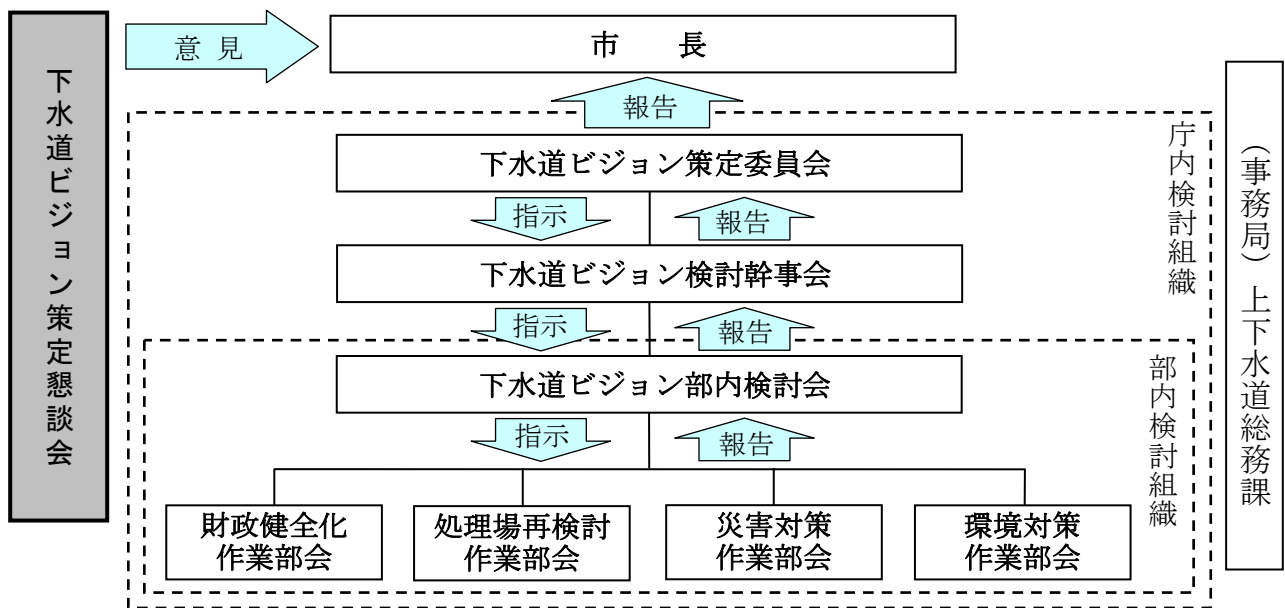 下水道ビジョン策定懇談会
意 見
市 長
報告
庁内検討組織
(事務局) 上下水道総務課
下水道ビジョン策定委員会
指示
報告
下水道ビジョン検討幹事会
指示
報告
部内検討組織
下水道ビジョン部内検討会
指示
報告
財政健全化
作業部会
処理場再検討
作業部会
災害対策
作業部会
環境対策
作業部会